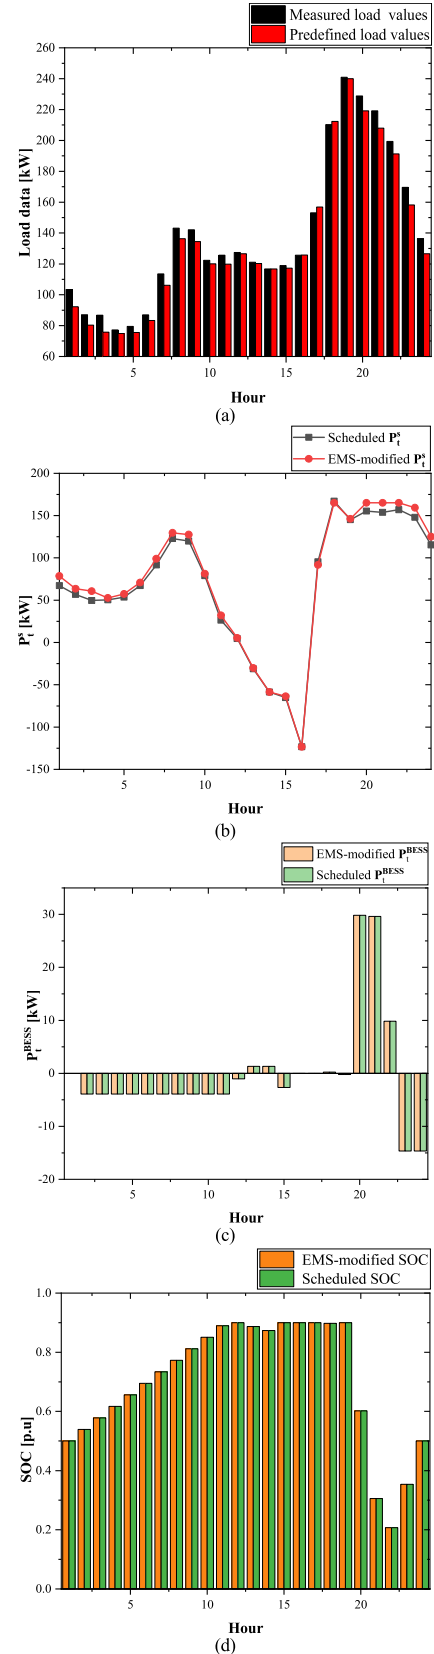 Measured load values
Predefined load values
260
240
220
200
180
160
140
120
100
80
60
Load data [kW]
5 10 15 20
Hour
(a)
Scheduled P_t^s
EMS-modified P_t^s
200
150
100
50
0
-50
-100
-150
P_t^s [kW]
5 10 15 20
Hour
(b)
EMS-modified P_t^BESS
Scheduled P_t^BESS
30
20
10
0
-10
-20
P_t^BESS [kW]
5 10 15 20
Hour
(c)
EMS-modified SOC
Scheduled SOC
1.0
0.8
0.6
0.4
0.2
0.0
SOC [p.u]
5 10 15 20
Hour
(d)